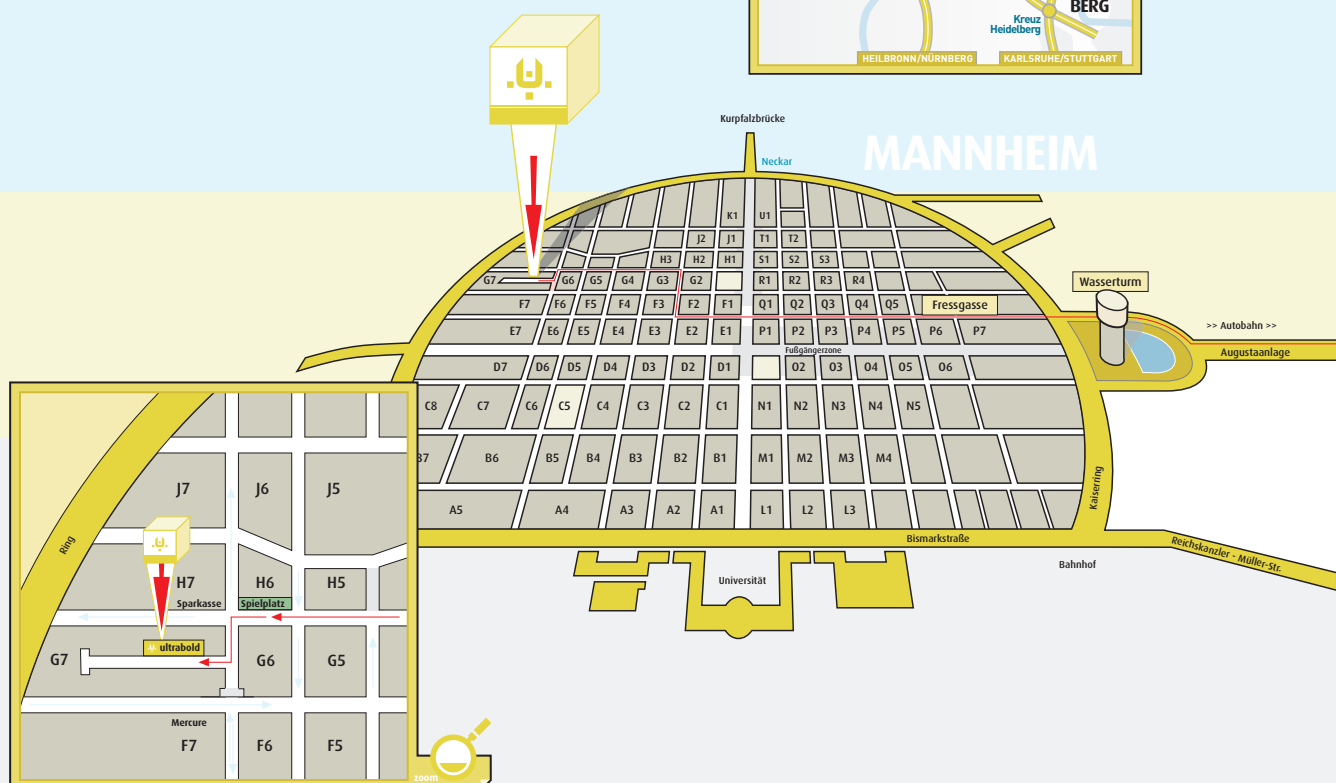 BERG
Kreuz
Heidelberg
HEILBRONN/NÜRNBERG
KARLSRUHE/STUTTGART
Kurpfalzbrücke
MANNHEIM
Neckar
K1 U1
J2 J1 T1 T2
H3 H2 H1 S1 S2 S3
G7 G6 G5 G4 G3 G2 R1 R2 R3 R4
Wasserturm
F7 F6 F5 F4 F3 F2 F1 Q1 Q2 Q3 Q4 Q5 Fressgasse
>> Autobahn >>
E7 E6 E5 E4 E3 E2 E1 P1 P2 P3 P4 P5 P6 P7
Fußgängerzone
Augustaanlage
D7 D6 D5 D4 D3 D2 D1 O2 O3 O4 O5 O6
C8 C7 C6 C5 C4 C3 C2 C1 N1 N2 N3 N4 N5
B7 B6 B5 B4 B3 B2 B1 M1 M2 M3 M4
Kaiserring
A5 A4 A3 A2 A1 L1 L2 L3
Bismarkstraße
Reichskanzler - Müller-Str.
Bahnhof
Universität
J7 J6 J5
Ring
H7 H6 H5
Sparkasse
Spielplatz
ultrabold
G7 G6 G5
Mercure
F7 F6 F5
zoom